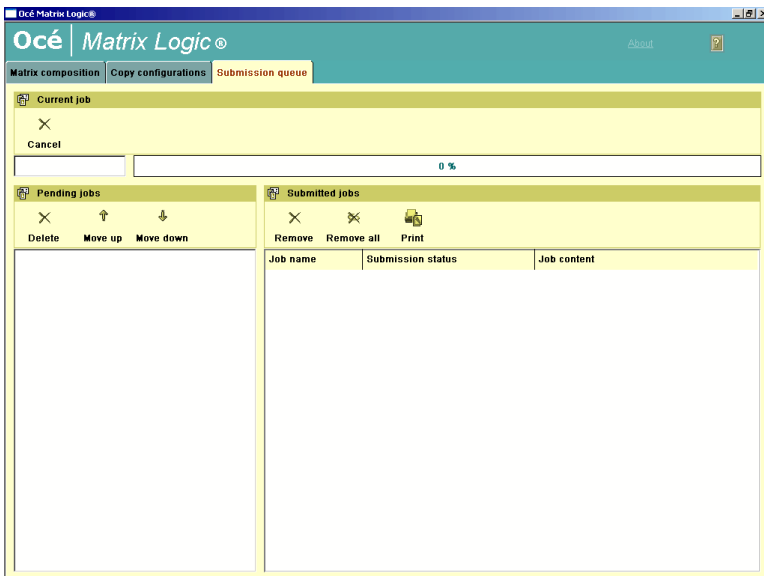 Océ Matrix Logic®
Océ | Matrix Logic ®
About
?
Matrix composition Copy configurations Submission queue
Current job
Cancel
0 %
Pending jobs
Delete Move up Move down
Submitted jobs
Remove Remove all Print
Job name Submission status Job content